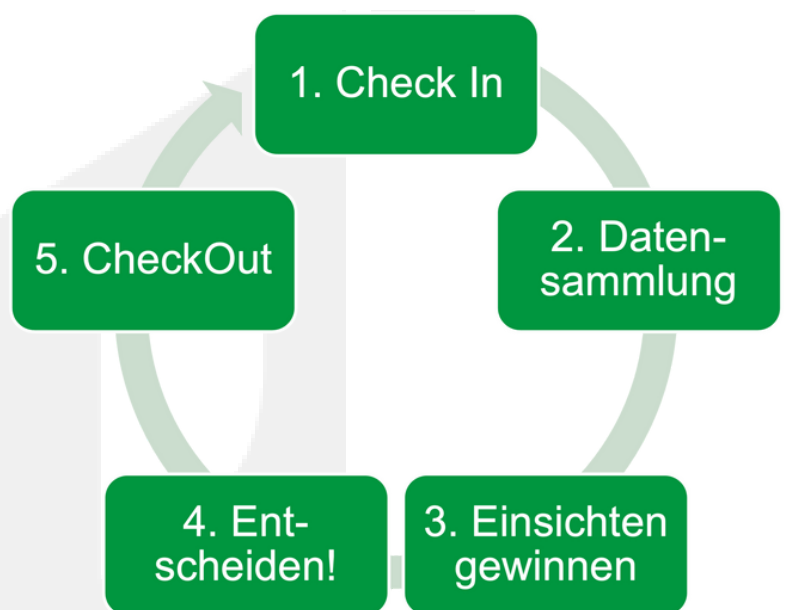 1. Check In
2. Daten-
sammlung
3. Einsichten
gewinnen
4. Ent-
scheiden!
5. CheckOut